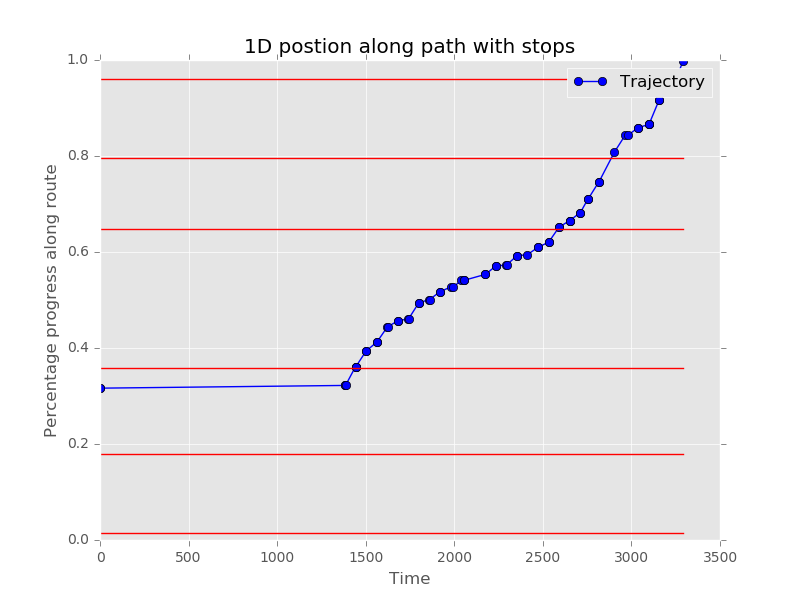 1D postion along path with stops
Trajectory
Percentage progress along route
1.0
0.8
0.6
0.4
0.2
0.0
0 500 1000 1500 2000 2500 3000 3500
Time